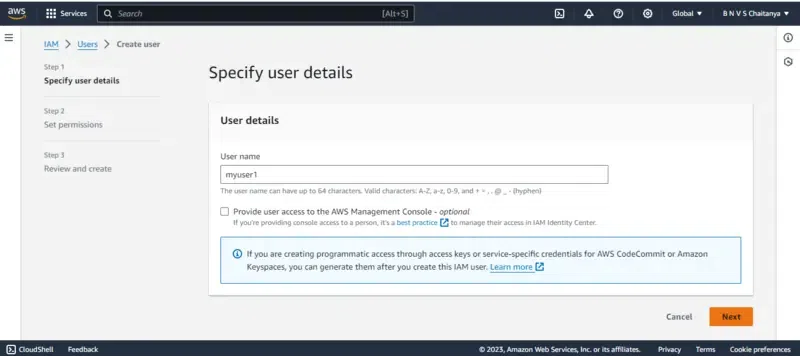 aws Services Search [Alt+S] Global B N V S Chaitanya
IAM > Users > Create user
Step 1
Specify user details
Step 2
Set permissions
Step 3
Review and create
Specify user details
User details
User name
myuser1
The user name can have up to 64 characters. Valid characters: A-Z, a-z, 0-9, and + = , . @ _ - (hyphen)
Provide user access to the AWS Management Console - optional
If you're providing console access to a person, it's a best practice to manage their access in IAM Identity Center.
If you are creating programmatic access through access keys or service-specific credentials for AWS CodeCommit or Amazon
Keyspaces, you can generate them after you create this IAM user. Learn more
Cancel Next
CloudShell Feedback © 2023, Amazon Web Services, Inc. or its affiliates. Privacy Terms Cookie preferences